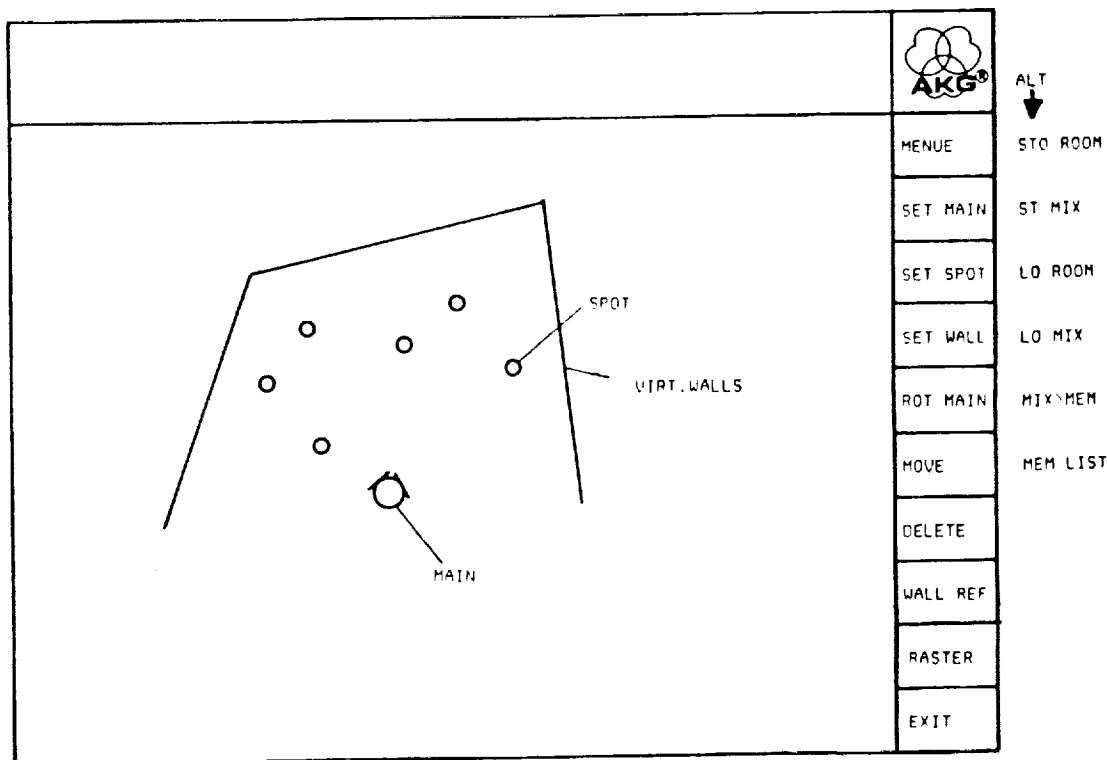 AKG®
ALT
MENUE
STO ROOM
SET MAIN
ST MIX
SET SPOT
LO ROOM
SPOT
SET WALL
LO MIX
VIRT.WALLS
ROT MAIN
MIX>MEM
MOVE
MEM LIST
DELETE
MAIN
WALL REF
RASTER
EXIT